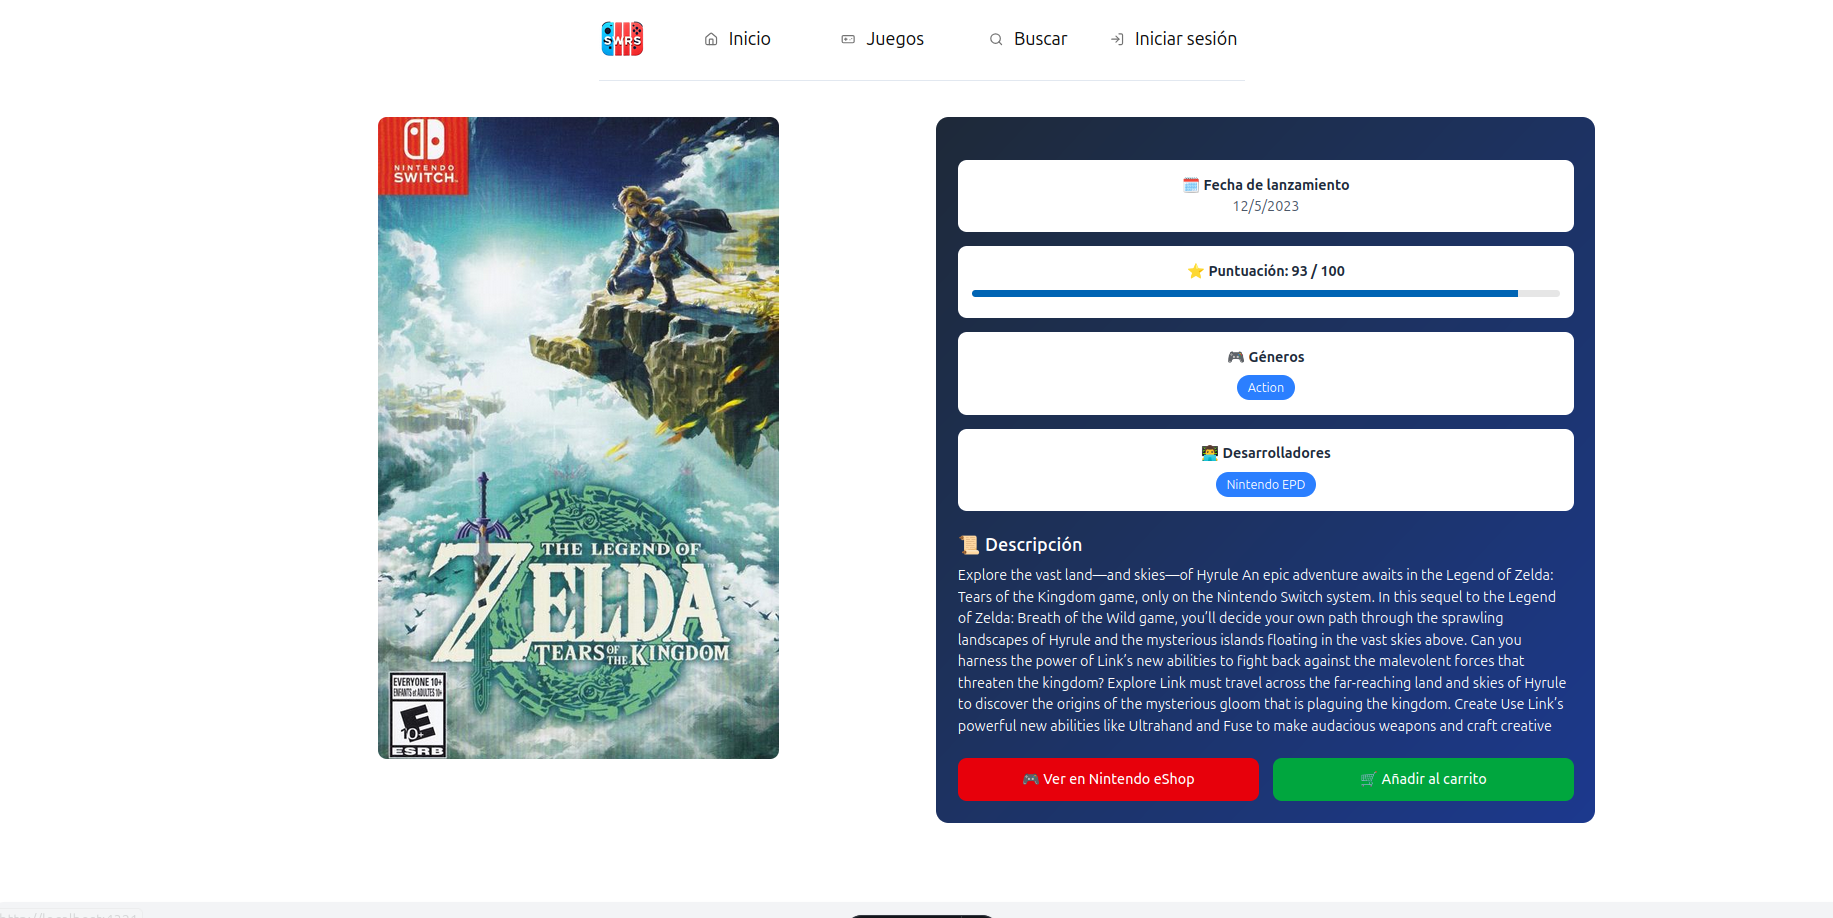 SWRS
Inicio
Juegos
Buscar
Iniciar sesión
NINTENDO
SWITCH
THE LEGEND OF
ZELDA
TEARS OF THE KINGDOM
EVERYONE 10+
ENFANTS et ADULTES 10+
E
10+
ESRB
Fecha de lanzamiento
12/5/2023
Puntuación: 93 / 100
Géneros
Action
Desarrolladores
Nintendo EPD
Descripción
Explore the vast land—and skies—of Hyrule An epic adventure awaits in the Legend of Zelda:
Tears of the Kingdom game, only on the Nintendo Switch system. In this sequel to the Legend
of Zelda: Breath of the Wild game, you’ll decide your own path through the sprawling
landscapes of Hyrule and the mysterious islands floating in the vast skies above. Can you
harness the power of Link’s new abilities to fight back against the malevolent forces that
threaten the kingdom? Explore Link must travel across the far-reaching land and skies of Hyrule
to discover the origins of the mysterious gloom that is plaguing the kingdom. Create Use Link’s
powerful new abilities like Ultrahand and Fuse to make audacious weapons and craft creative
Ver en Nintendo eShop
Añadir al carrito